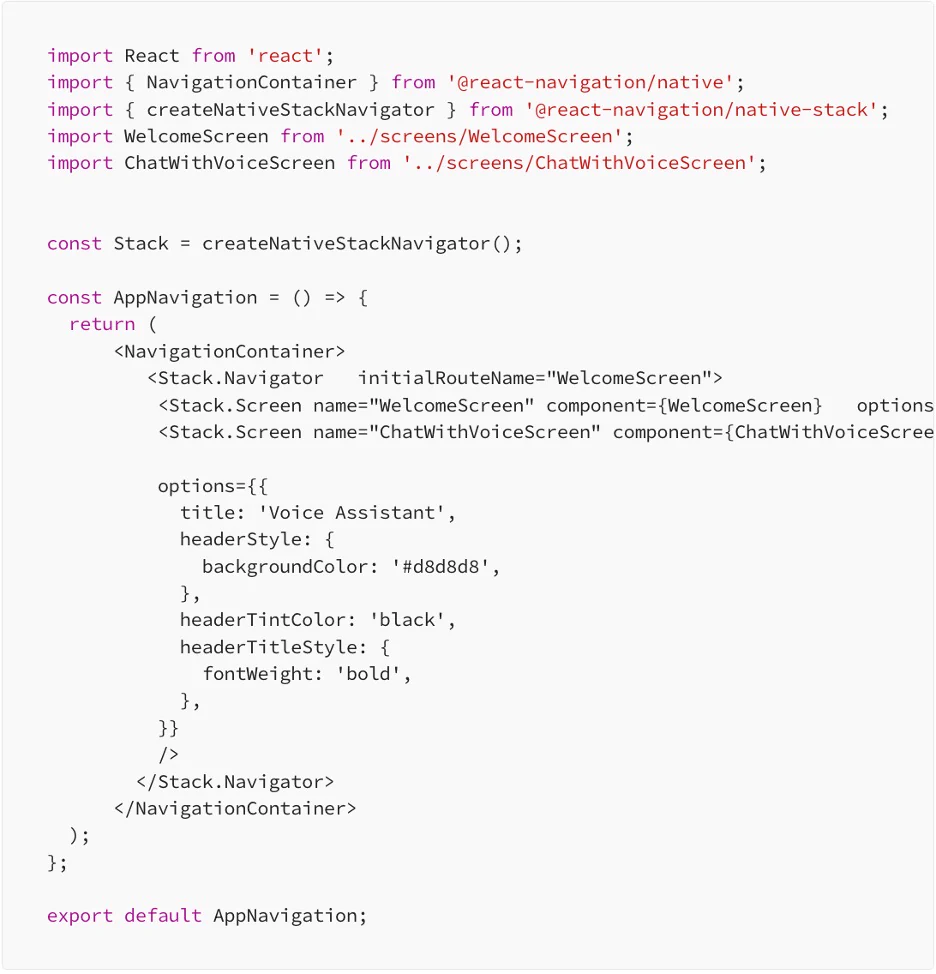 import React from 'react';
import { NavigationContainer } from '@react-navigation/native';
import { createNativeStackNavigator } from '@react-navigation/native-stack';
import WelcomeScreen from '../screens/WelcomeScreen';
import ChatWithVoiceScreen from '../screens/ChatWithVoiceScreen';


const Stack = createNativeStackNavigator();

const AppNavigation = () => {
  return (
      <NavigationContainer>
         <Stack.Navigator   initialRouteName="WelcomeScreen">
          <Stack.Screen name="WelcomeScreen" component={WelcomeScreen}   options
          <Stack.Screen name="ChatWithVoiceScreen" component={ChatWithVoiceScree

          options={{
            title: 'Voice Assistant',
            headerStyle: {
              backgroundColor: '#d8d8d8',
            },
            headerTintColor: 'black',
            headerTitleStyle: {
              fontWeight: 'bold',
            },
          }}
          />
        </Stack.Navigator>
      </NavigationContainer>
  );
};

export default AppNavigation;